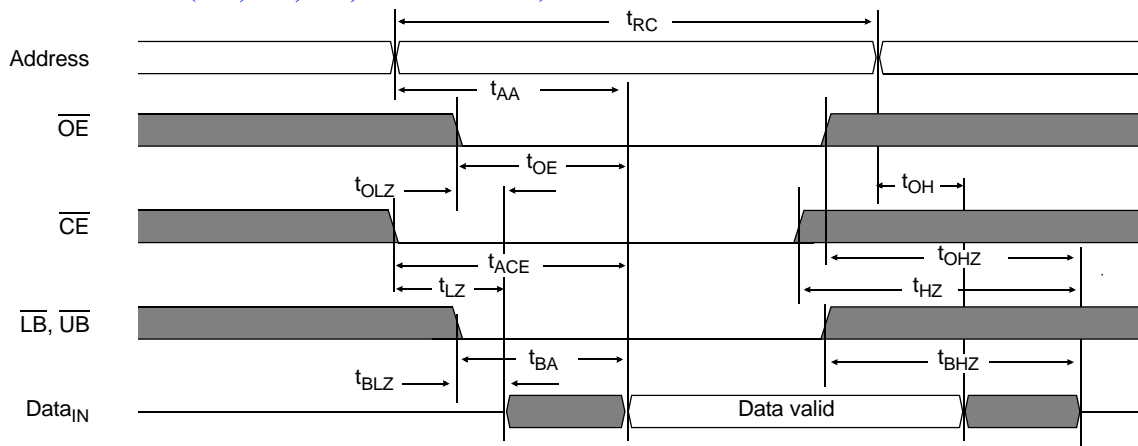 tRC
Address
tAA
OE
tOE
tOLZ
tOH
CE
tACE
tOHZ
tLZ
tHZ
LB, UB
tBA
tBHZ
tBLZ
DataIN
Data valid